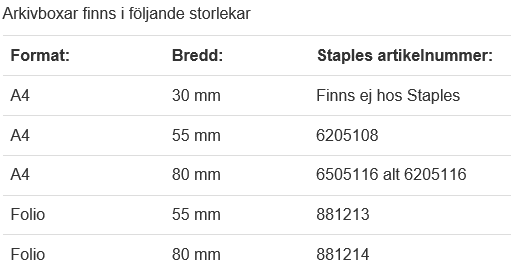 Arkivboxar finns i följande storlekar
Format: Bredd: Staples artikelnummer:
A4 30 mm Finns ej hos Staples
A4 55 mm 6205108
A4 80 mm 6505116 alt 6205116
Folio 55 mm 881213
Folio 80 mm 881214